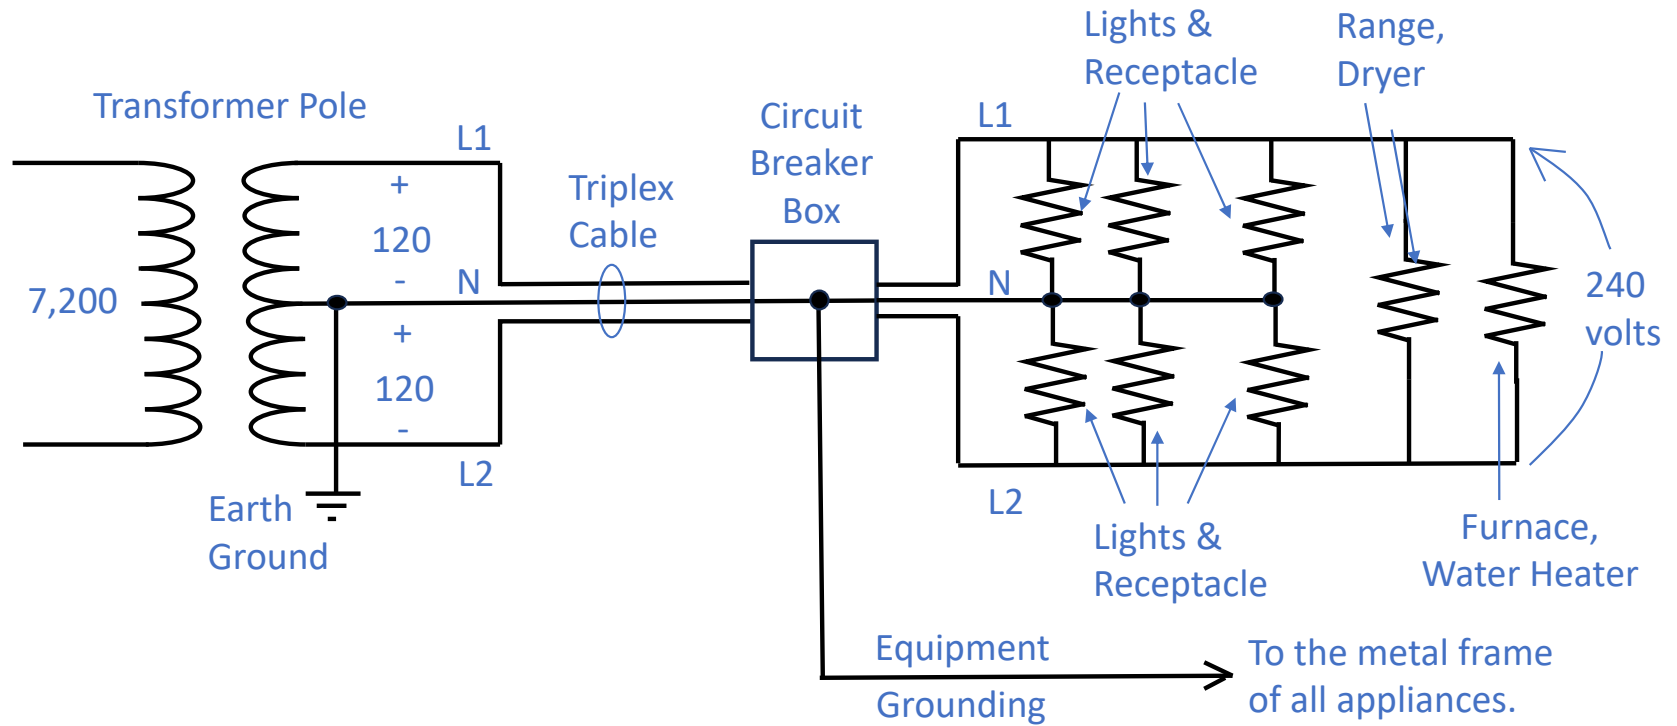 Transformer Pole
7,200
L1
+
120
-
N
+
120
-
L2
Earth
Ground
Triplex
Cable
Circuit
Breaker
Box
L1
N
L2
Lights &
Receptacle
Range,
Dryer
240
volts
Lights &
Receptacle
Furnace,
Water Heater
Equipment
Grounding
To the metal frame
of all appliances.